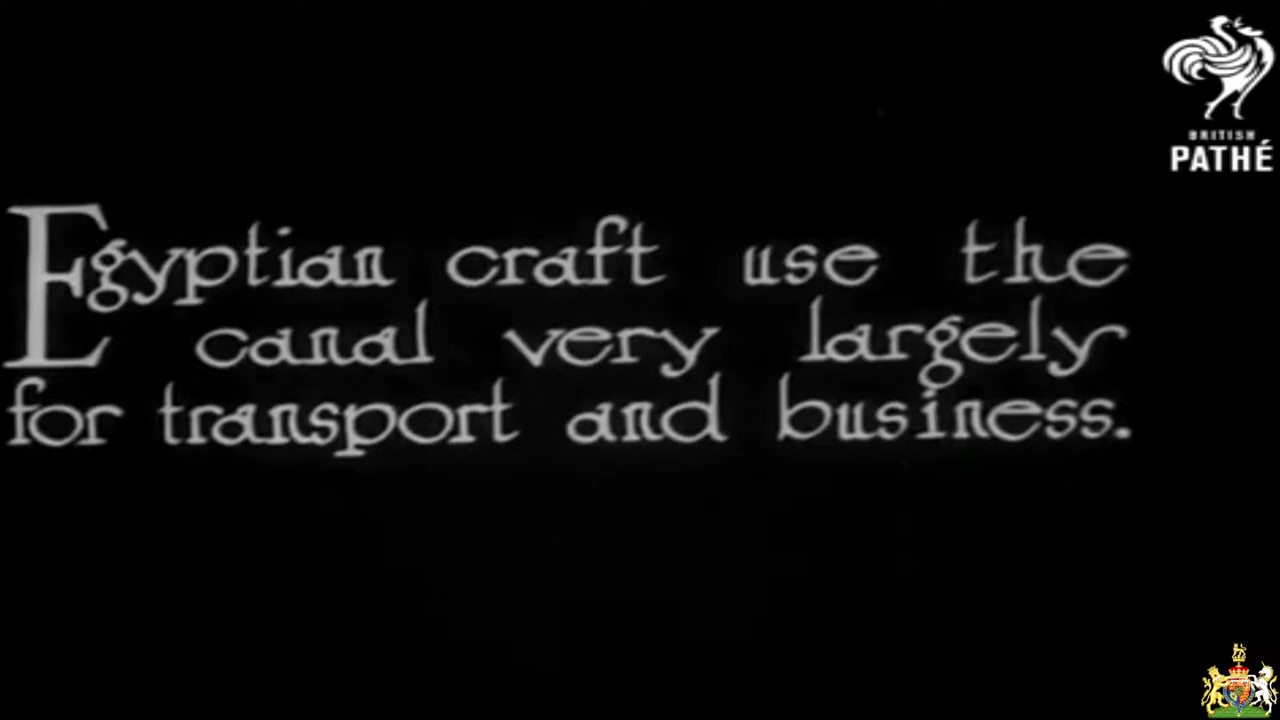 BRITISH
PATHÉ
Egyptian craft use the
canal very largely
for transport and business.